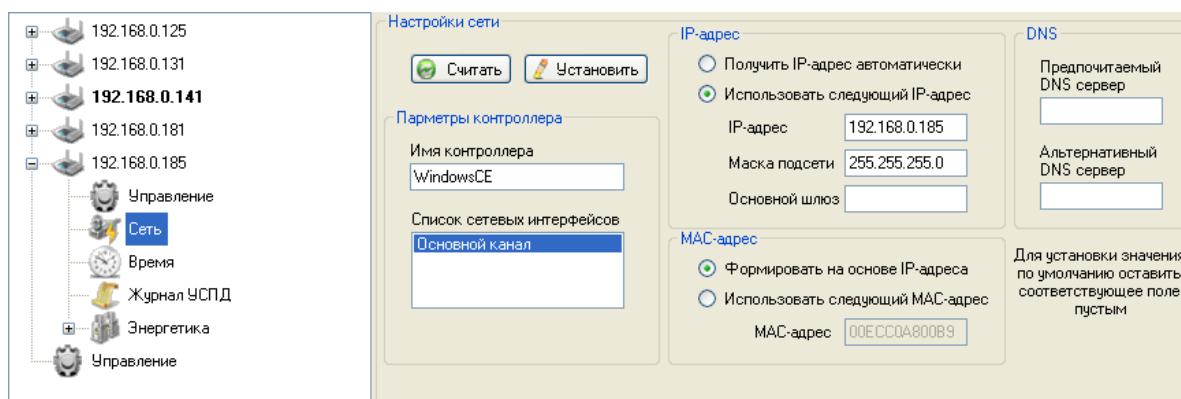 192.168.0.125
192.168.0.131
192.168.0.141
192.168.0.181
192.168.0.185
Управление
Сеть
Время
Журнал УСПД
Энергетика
Управление
Настройки сети
Считать
Установить
Парметры контроллера
Имя контроллера
WindowsCE
Список сетевых интерфейсов
Основной канал
IP-адрес
Получить IP-адрес автоматически
Использовать следующий IP-адрес
IP-адрес 192.168.0.185
Маска подсети 255.255.255.0
Основной шлюз
MAC-адрес
Формировать на основе IP-адреса
Использовать следующий MAC-адрес
MAC-адрес 00ECC0A800B9
DNS
Предпочитаемый
DNS сервер
Альтернативный
DNS сервер
Для установки значения
по умолчанию оставить
соответствующее поле
пустым